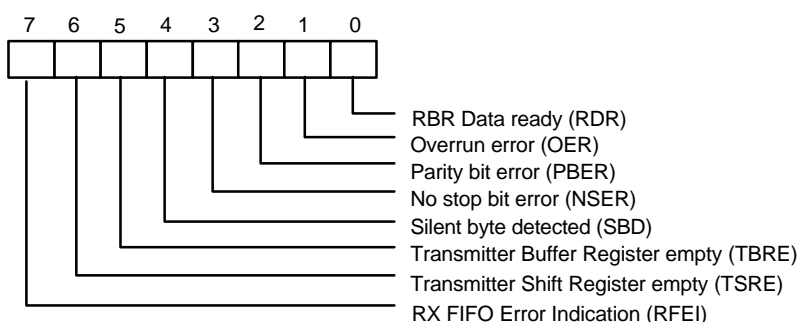 7 6 5 4 3 2 1 0
RBR Data ready (RDR)
Overrun error (OER)
Parity bit error (PBER)
No stop bit error (NSER)
Silent byte detected (SBD)
Transmitter Buffer Register empty (TBRE)
Transmitter Shift Register empty (TSRE)
RX FIFO Error Indication (RFEI)